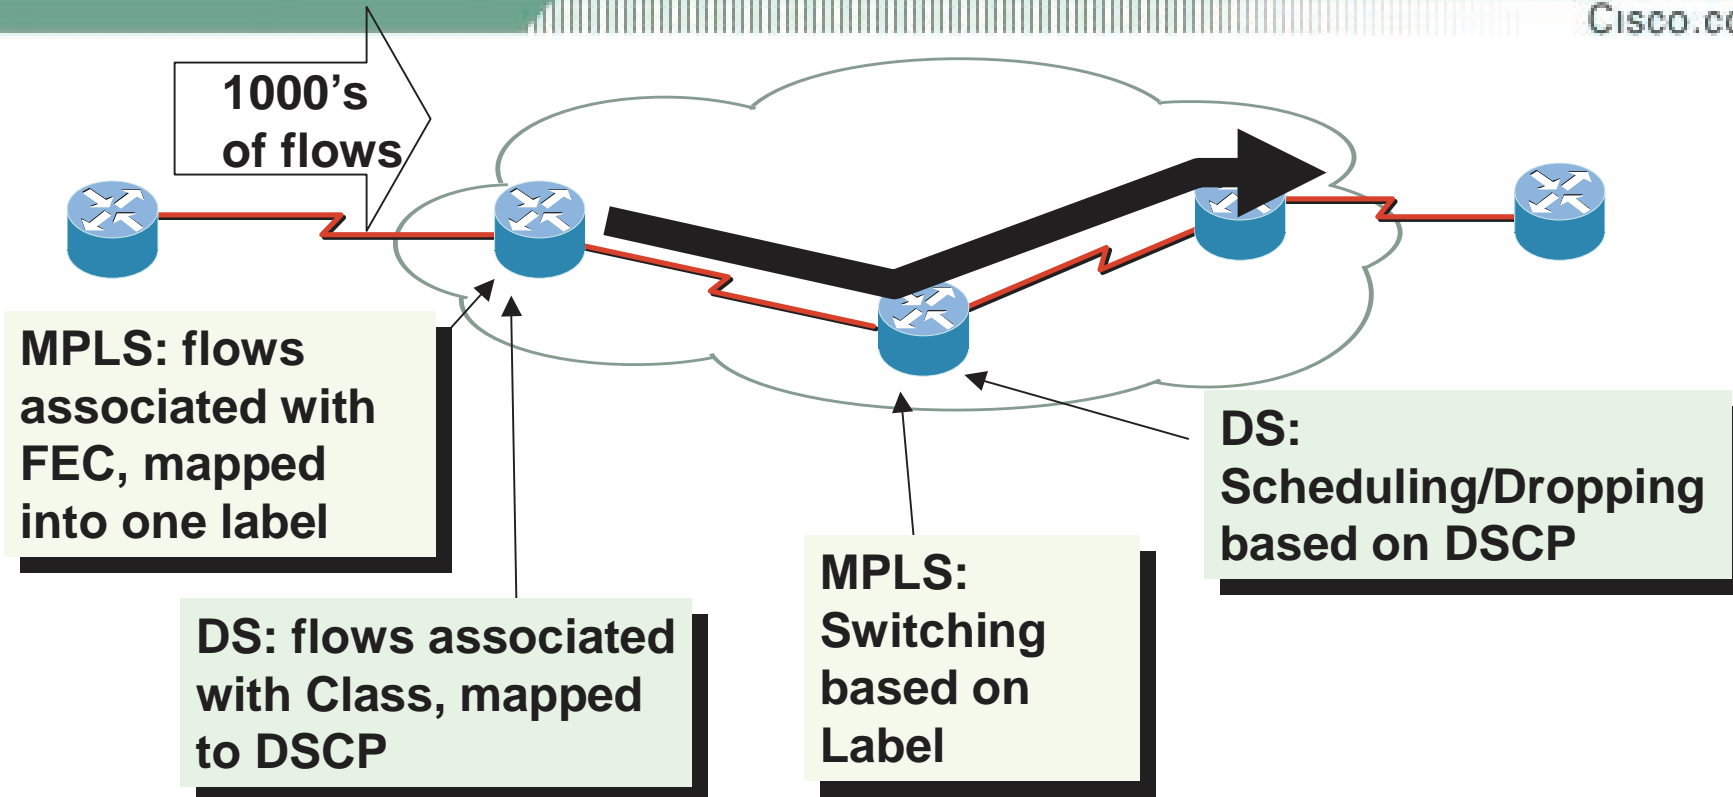 1000's
of flows
MPLS: flows
associated with
FEC, mapped
into one label
DS: flows associated
with Class, mapped
to DSCP
MPLS:
Switching
based on
Label
DS:
Scheduling/Dropping
based on DSCP